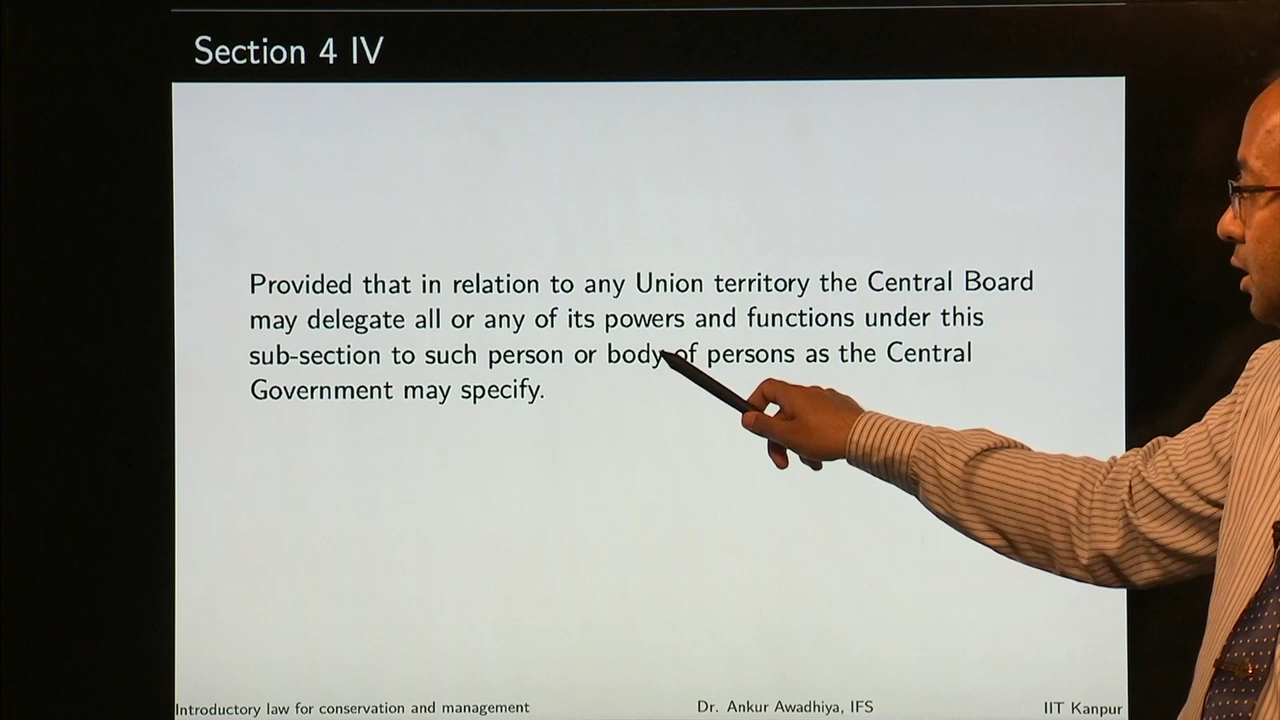 Section 4 IV
Provided that in relation to any Union territory the Central Board
may delegate all or any of its powers and functions under this
sub-section to such person or body of persons as the Central
Government may specify.
Introductory law for conservation and management
Dr. Ankur Awadhiya, IFS
IIT Kanpur